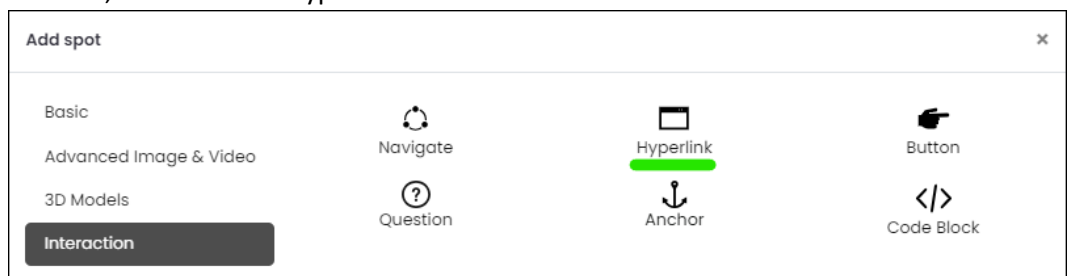 Add spot
Basic
Advanced Image & Video
3D Models
Interaction
Navigate
Hyperlink
Button
Question
Anchor
Code Block